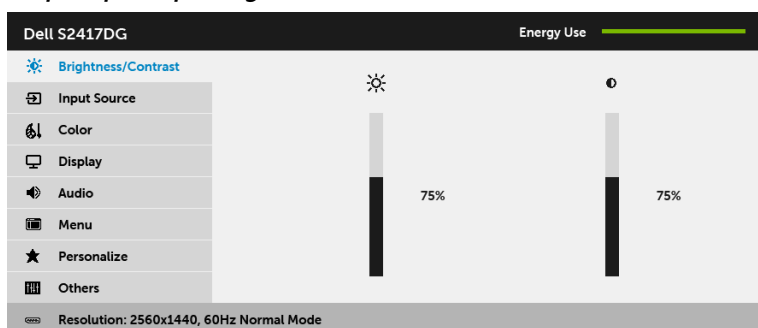 Dell S2417DG
Energy Use
Brightness/Contrast
Input Source
Color
Display
Audio
75%
75%
Menu
Personalize
Others
Resolution: 2560x1440, 60Hz Normal Mode